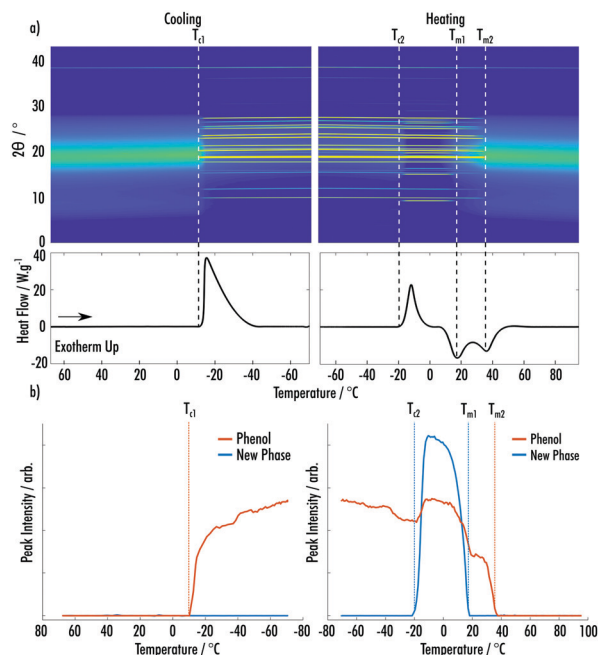 Cooling
Heating
a)
Tc1
Tc2
Tm1
Tm2
40
30
20
10
0
2Θ / °
40
20
0
-20
Heat Flow / W.g-1
Exotherm Up
60 40 20 0 -20 -40 -60
-60 -40 -20 0 20 40 60 80
Temperature / °C
b)
Tc1
Tc2
Tm1
Tm2
Phenol
New Phase
Phenol
New Phase
Peak Intensity / arb.
Peak Intensity / arb.
80 60 40 20 0 -20 -40 -60 -80
-80 -60 -40 -20 0 20 40 60 80 100
Temperature / °C
Temperature / °C